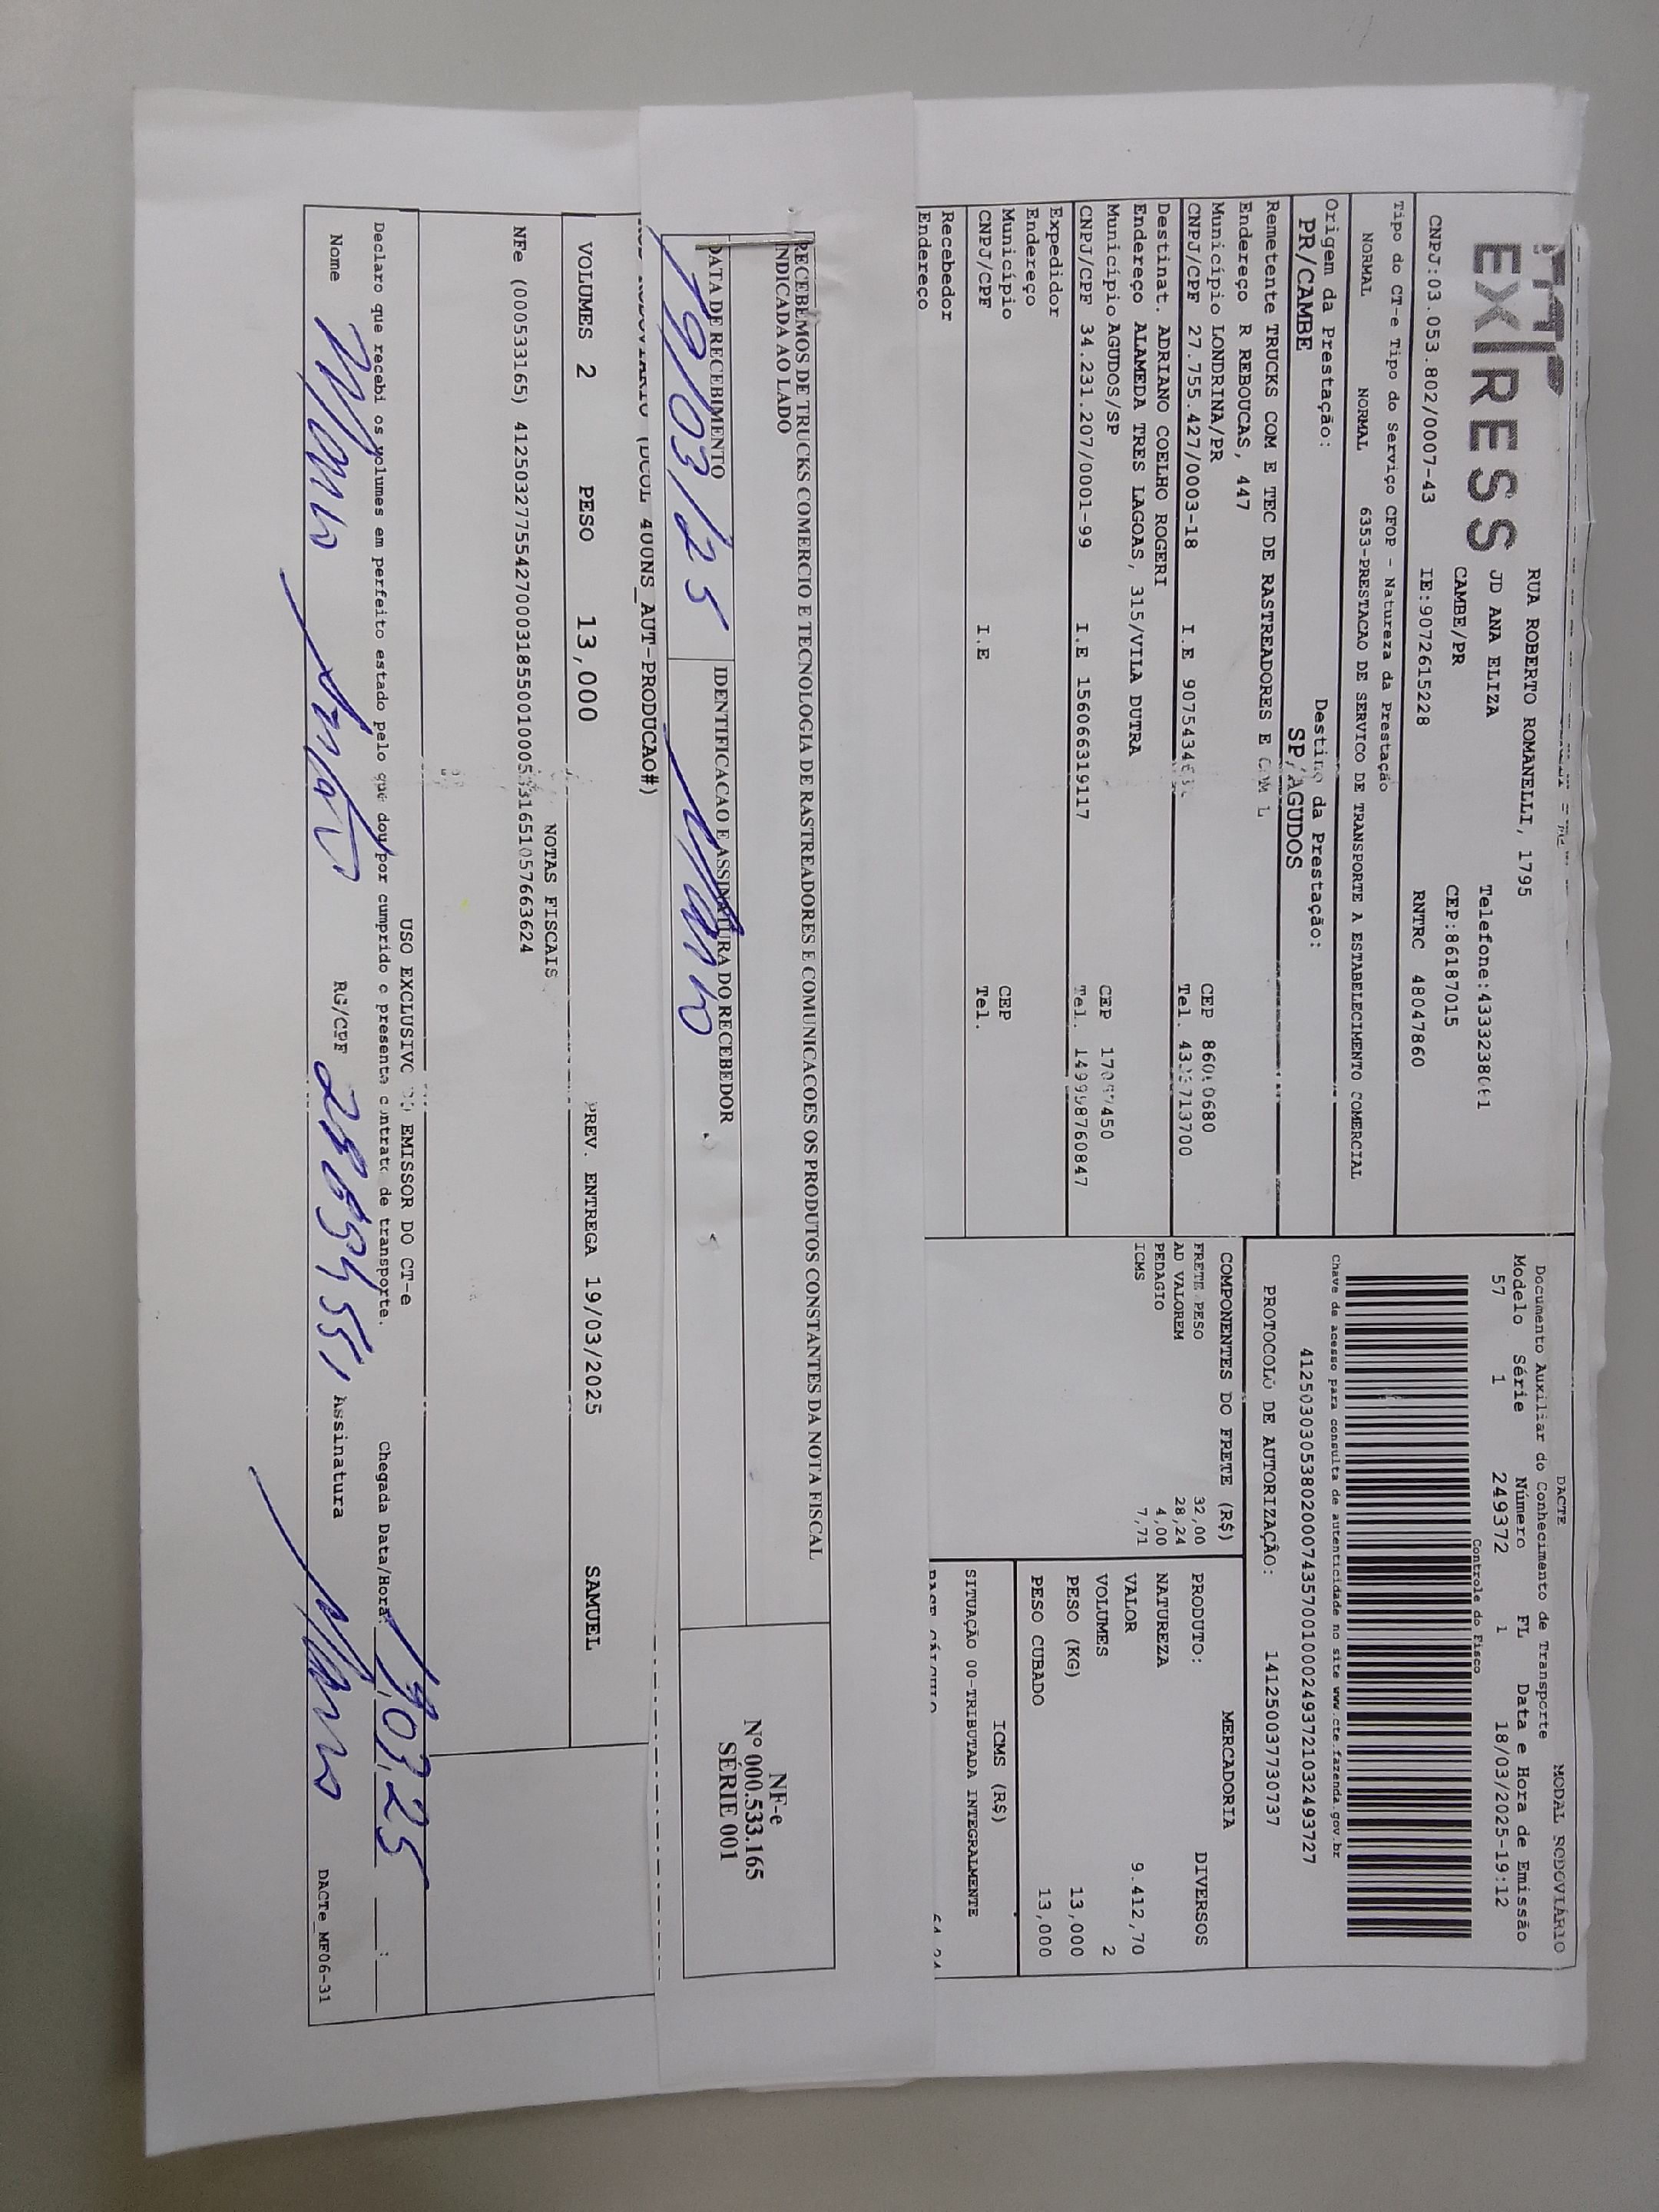 EXPRESS
RUA ROBERTO ROMANELLI, 1795
JD ANA ELIZA
CAMBE/PR
CEP:86187015
CNPJ:03.053.802/0007-43 IE:9072615228 RNTRC 48047860
Tipo do CT-e Tipo do Serviço CFOP - Natureza da Prestação
NORMAL NORMAL 6353-PRESTACAO DE SERVICO DE TRANSPORTE A ESTABELECIMENTO COMERCIAL
Origem da Prestação: Destino da Prestação:
PR/CAMBE SP/AGUDOS
Remetente TRUCKS COM E TEC DE RASTREADORES E COM L
Endereço R REBOUCAS, 447
Município LONDRINA/PR CEP
CNPJ/CPF 27.755.427/0003-18 I.E Tel.
Destinat. ADRIANO COELHO ROGERI
Endereço ALAMEDA TRES LAGOAS, 315/VILA DUTRA
Município AGUDOS/SP CEP
CNPJ/CPF 34.231.207/0001-99 I.E 156066319117 Tel. 14998760847
Expedidor
Endereço
Município CEP
CNPJ/CPF I.E Tel.
Recebedor
Endereço
DACTE MODAL RODOVIÁRIO
Documento Auxiliar do Conhecimento de Transporte
Modelo Série Número FL Data e Hora de Emissão
57 1 249372 1 18/03/2025-19:12
Controle do Fisco
Chave de acesso para consulta de autenticidade no site www.cte.fazenda.gov.br
41250303053802000743570010002493721032493727
PROTOCOLO DE AUTORIZAÇÃO: 141250037730737
COMPONENTES DO FRETE (R$)
FRETE PESO 32,00
AD VALOREM 28,24
PEDAGIO 4,00
ICMS 7,71
MERCADORIA
PRODUTO: DIVERSOS
NATUREZA
VALOR 9.412,70
VOLUMES 2
PESO (KG) 13,000
PESO CUBADO 13,000
ICMS (R$)
SITUAÇÃO 00-TRIBUTADA INTEGRALMENTE
RECEBEMOS DE TRUCKS COMERCIO E TECNOLOGIA DE RASTREADORES E COMUNICACOES OS PRODUTOS CONSTANTES DA NOTA FISCAL
INDICADA AO LADO
DATA DE RECEBIMENTO IDENTIFICACAO E ASSINATURA DO RECEBEDOR
19/03/25
NF-e
Nº 000.533.165
SÉRIE 001
400NS_AUT-PRODUCAO#)
VOLUMES 2 PESO 13,000 PREV. ENTREGA 19/03/2025 SAMUEL
NOTAS FISCAIS
NFe (000533165) 41250327755427000318550010005331651057663624
USO EXCLUSIVO DO EMISSOR DO CT-e
Declaro que recebi os volumes em perfeito estado pelo que dou por cumprido o presente contrato de transporte. Chegada Data/Hora: 19,03,25 :
Nome RG/CPF Assinatura
DACTe_MF06-31